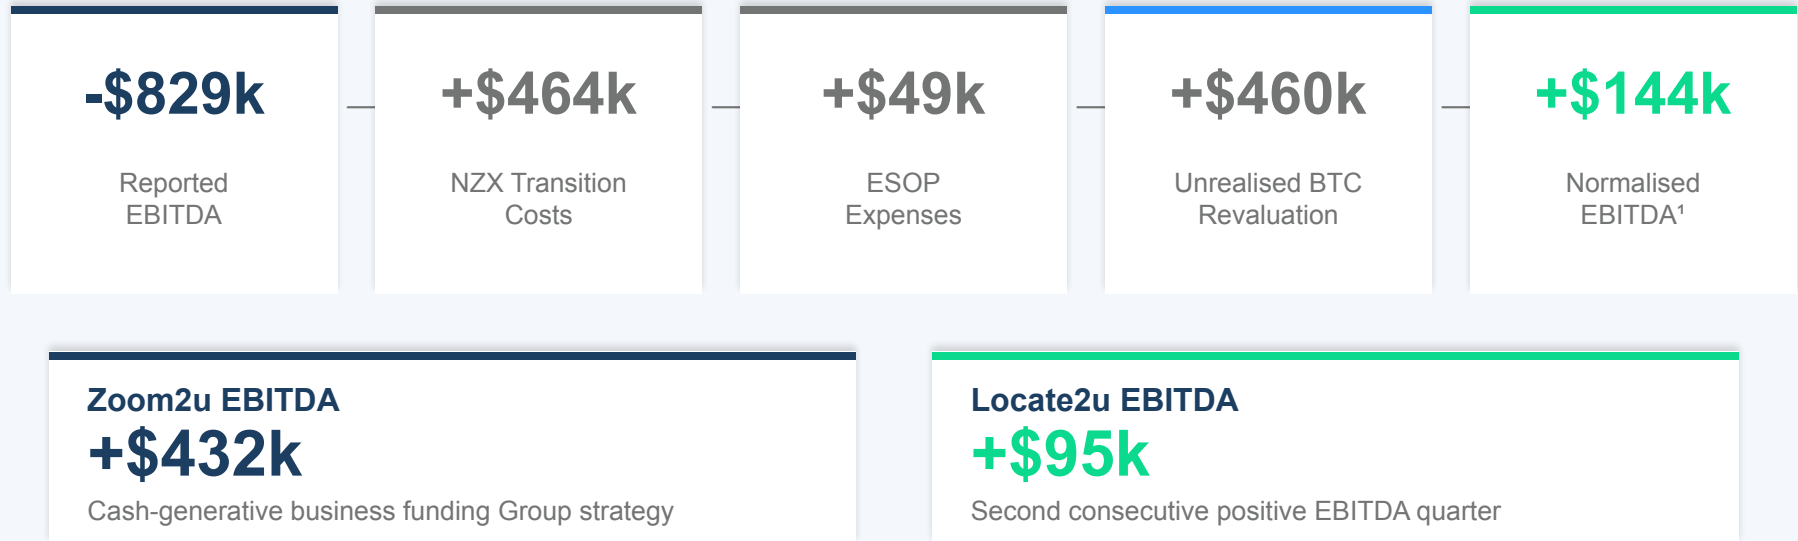 -$829k
Reported
EBITDA
+$464k
NZX Transition
Costs
+$49k
ESOP
Expenses
+$460k
Unrealised BTC
Revaluation
+$144k
Normalised
EBITDA¹
Zoom2u EBITDA
+$432k
Cash-generative business funding Group strategy
Locate2u EBITDA
+$95k
Second consecutive positive EBITDA quarter